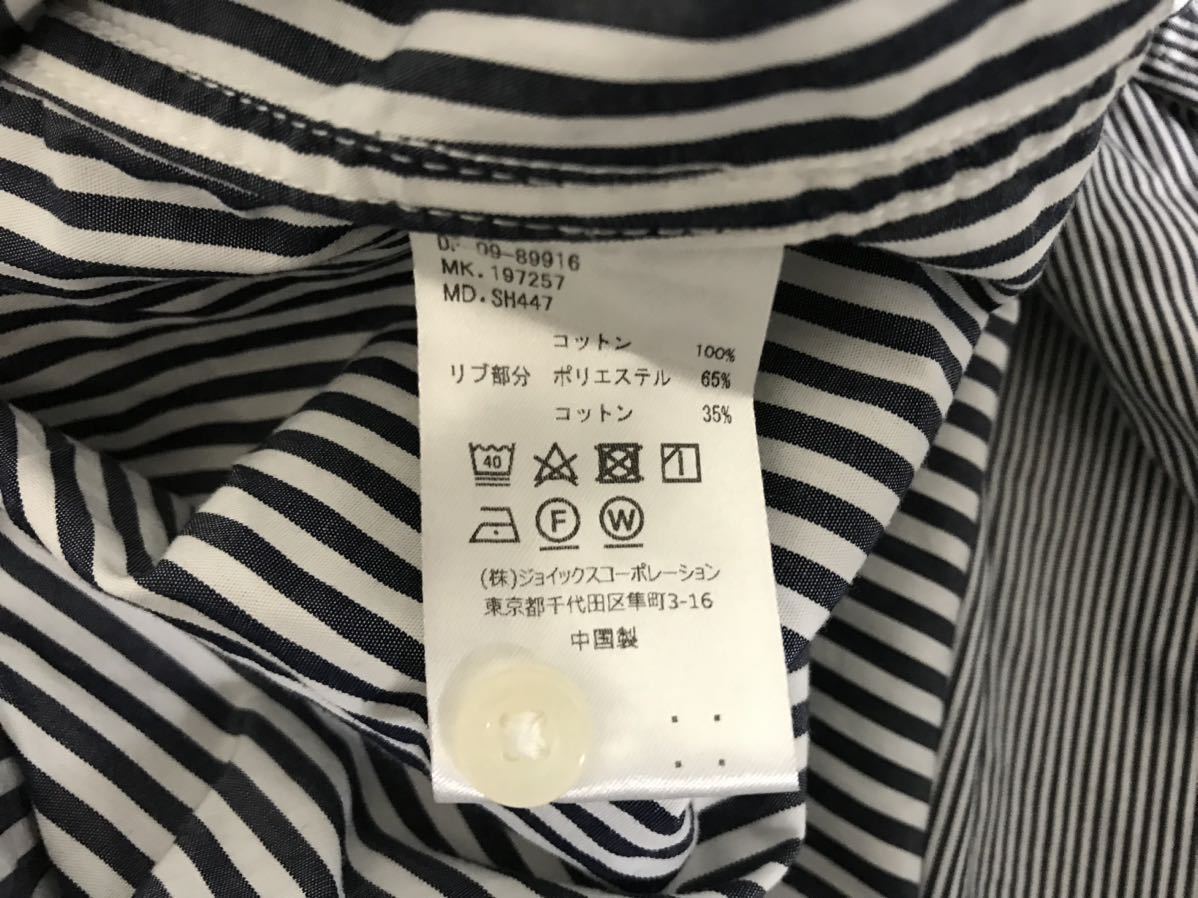 09-89916
MK.197257
MD.SH447
コットン 100%
リブ部分 ポリエステル 65%
コットン 35%
40
F W
(株)ジョイックスコーポレーション
東京都千代田区隼町3-16
中国製